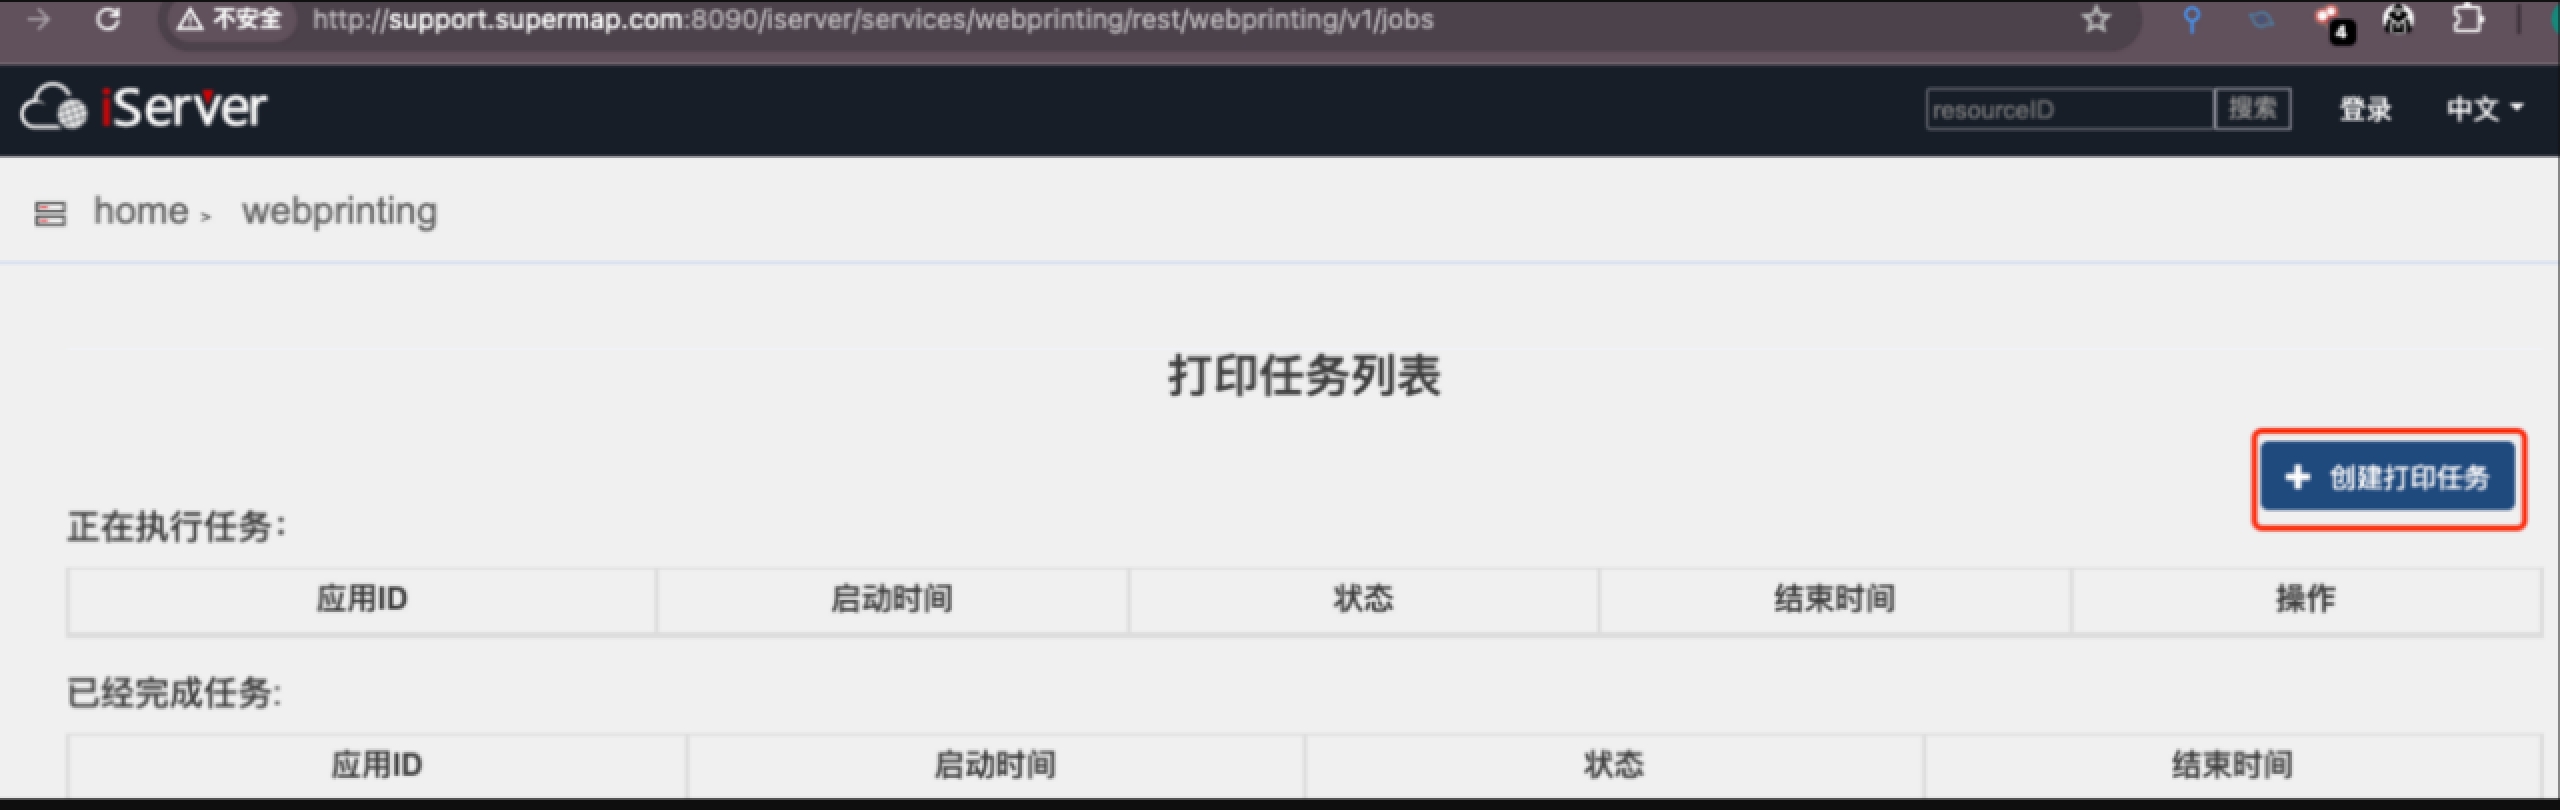 不安全 http://support.supermap.com:8090/iserver/services/webprinting/rest/webprinting/v1/jobs
4
iServer
resourceID 搜索 登录 中文
home > webprinting
打印任务列表
+ 创建打印任务
正在执行任务:
应用ID 启动时间 状态 结束时间 操作
已经完成任务:
应用ID 启动时间 状态 结束时间